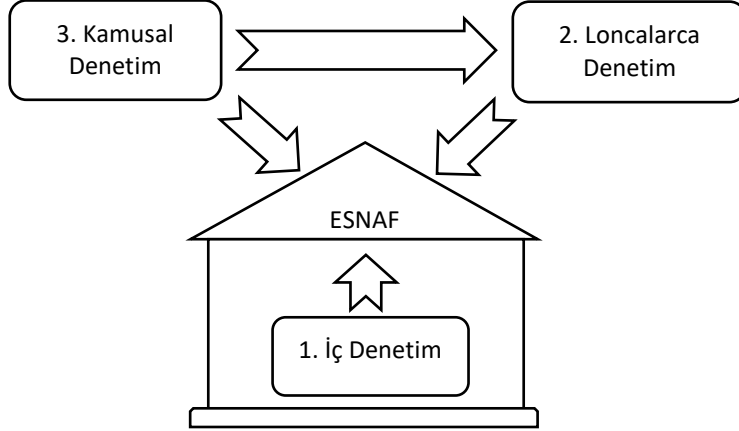 3. Kamusal
Denetim
2. Loncalarca
Denetim
ESNAF
1. İç Denetim